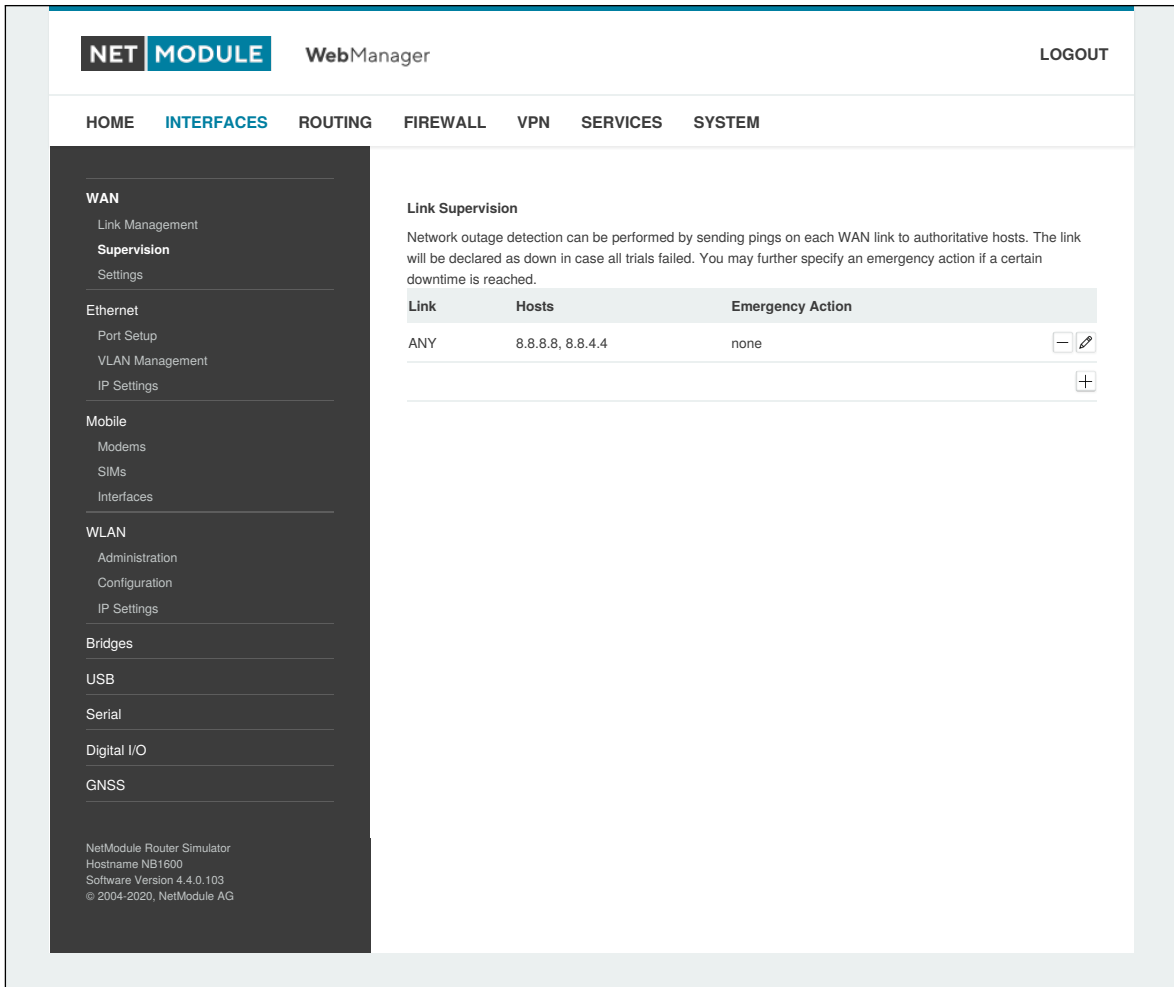 NET MODULE WebManager LOGOUT
HOME INTERFACES ROUTING FIREWALL VPN SERVICES SYSTEM
WAN
Link Management
Supervision
Settings
Ethernet
Port Setup
VLAN Management
IP Settings
Mobile
Modems
SIMs
Interfaces
WLAN
Administration
Configuration
IP Settings
Bridges
USB
Serial
Digital I/O
GNSS
NetModule Router Simulator
Hostname NB1600
Software Version 4.4.0.103
© 2004-2020, NetModule AG
Link Supervision
Network outage detection can be performed by sending pings on each WAN link to authoritative hosts. The link
will be declared as down in case all trials failed. You may further specify an emergency action if a certain
downtime is reached.
Link Hosts Emergency Action
ANY 8.8.8.8, 8.8.4.4 none